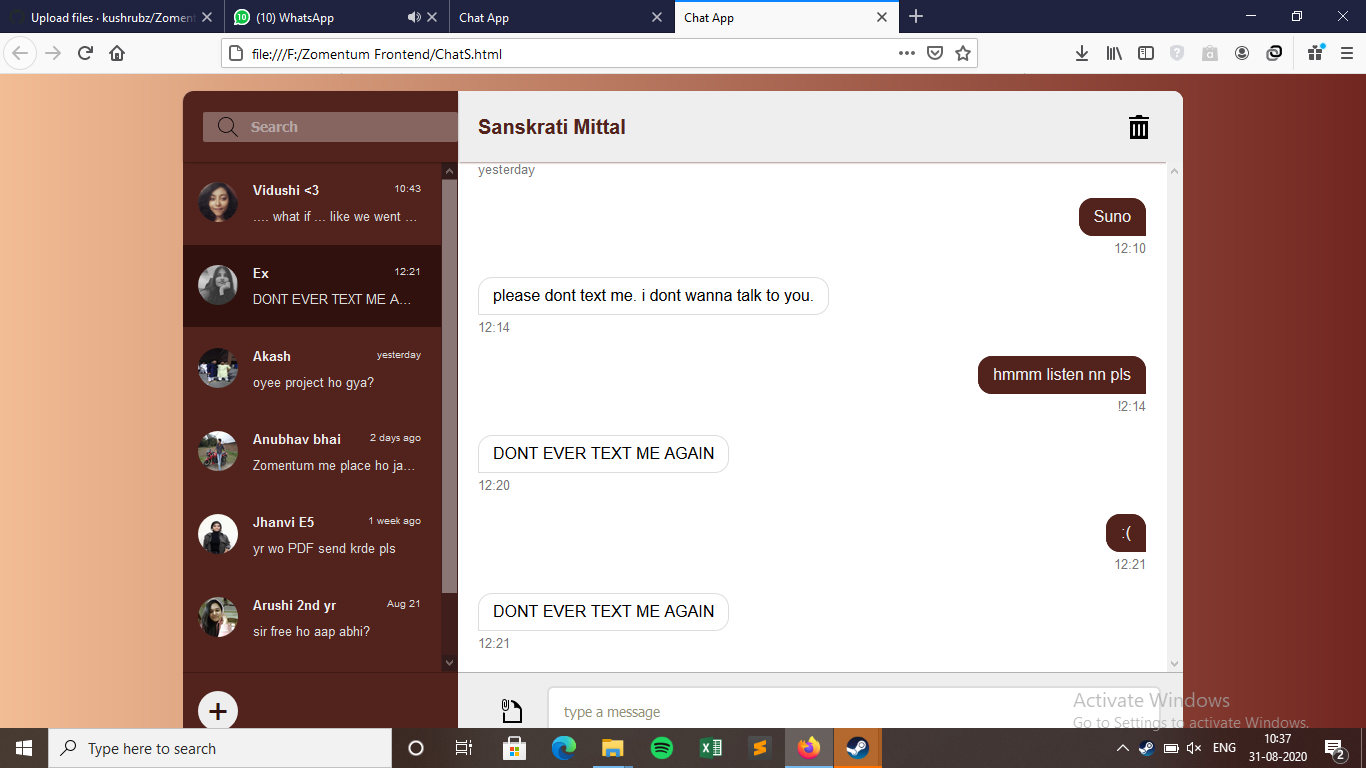 Upload files · kushrubz/Zoment
(10) WhatsApp
Chat App
Chat App
file:///F:/Zomentum Frontend/ChatS.html
Search
Sanskrati Mittal
Vidushi <3
10:43
.... what if ... like we went ...
Ex
12:21
DONT EVER TEXT ME A...
Akash
yesterday
oyee project ho gya?
Anubhav bhai
2 days ago
Zomentum me place ho ja...
Jhanvi E5
1 week ago
yr wo PDF send krde pls
Arushi 2nd yr
Aug 21
sir free ho aap abhi?
+
yesterday
Suno
12:10
please dont text me. i dont wanna talk to you.
12:14
hmmm listen nn pls
!2:14
DONT EVER TEXT ME AGAIN
12:20
:(
12:21
DONT EVER TEXT ME AGAIN
12:21
type a message
Activate Windows
Go to Settings to activate Windows.
Type here to search
ENG
10:37
31-08-2020
2